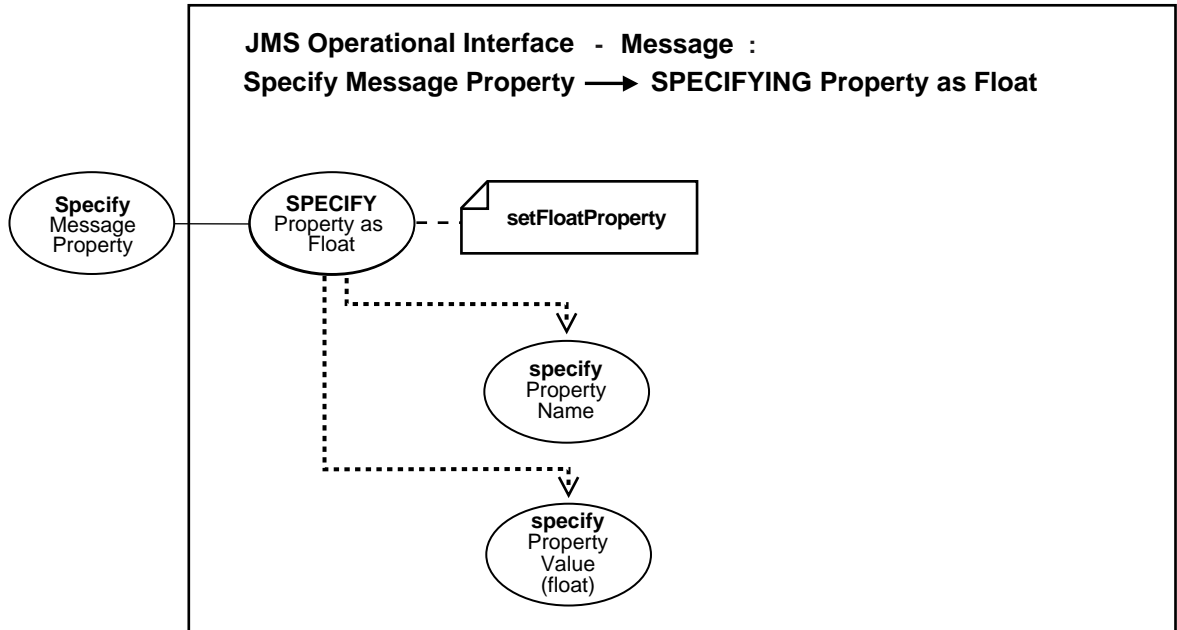 JMS Operational Interface - Message :
Specify Message Property → SPECIFYING Property as Float
Specify
Message
Property
SPECIFY
Property as
Float
setFloatProperty
specify
Property
Name
specify
Property
Value
(float)